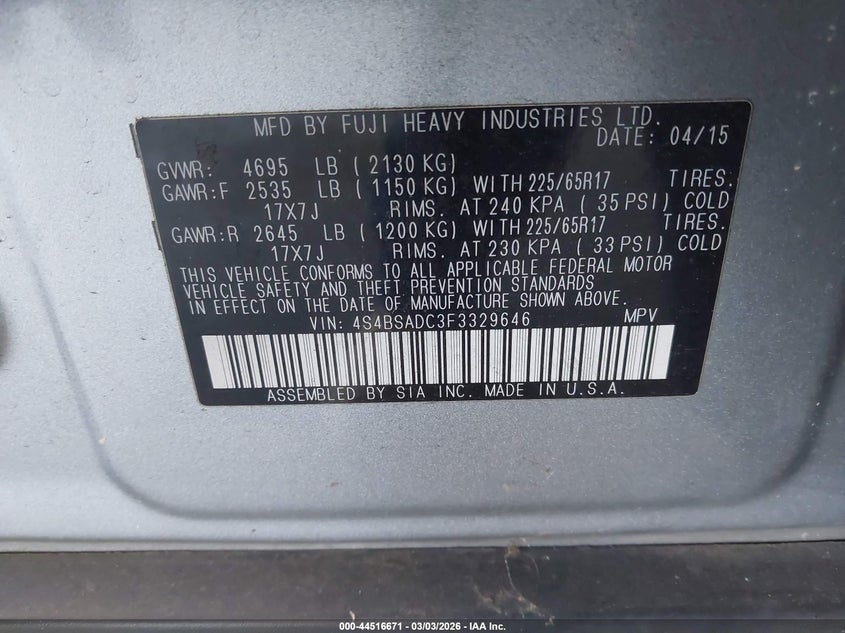 MFD BY FUJI HEAVY INDUSTRIES LTD.
DATE: 04/15
GVWR: 4695 LB ( 2130 KG)
GAWR:F 2535 LB ( 1150 KG) WITH 225/65R17 TIRES.
17X7J RIMS. AT 240 KPA ( 35 PSI) COLD
GAWR:R 2645 LB ( 1200 KG) WITH 225/65R17 TIRES.
17X7J RIMS. AT 230 KPA ( 33 PSI) COLD
THIS VEHICLE CONFORMS TO ALL APPLICABLE FEDERAL MOTOR
VEHICLE SAFETY AND THEFT PREVENTION STANDARDS
IN EFFECT ON THE DATE OF MANUFACTURE SHOWN ABOVE.
VIN: 4S4BSADC3F3329646 MPV
ASSEMBLED BY SIA INC. MADE IN U.S.A.
000-44516671 - 03/03/2026 - IAA Inc.